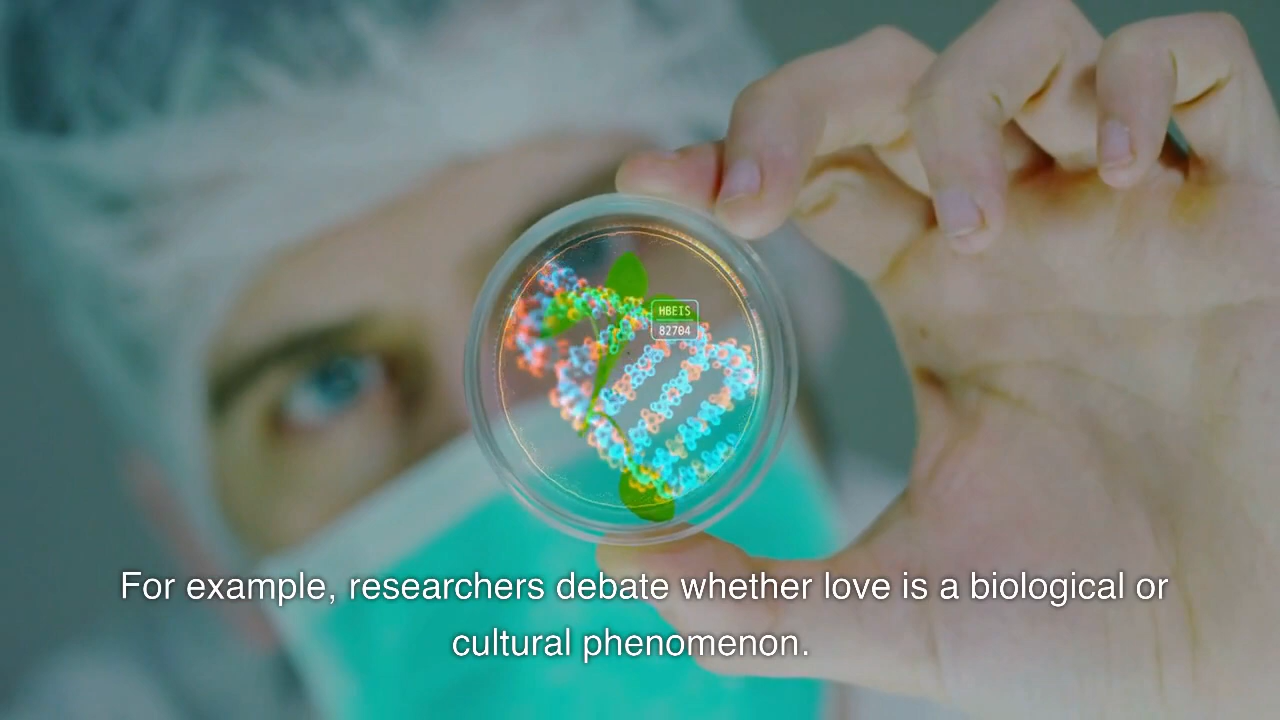 HBEIS
82704
For example, researchers debate whether love is a biological or
cultural phenomenon.